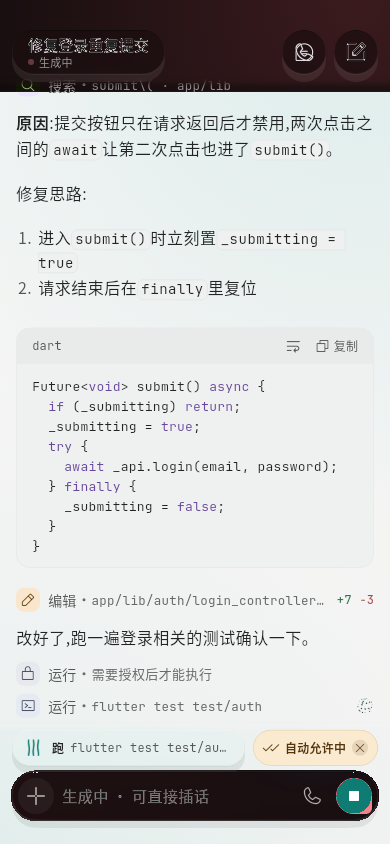 修复登录重复提交
生成中
搜索 · submit\( · app/lib
原因:提交按钮只在请求返回后才禁用,两次点击之
间的 await 让第二次点击也进了 submit()。
修复思路:
1. 进入 submit() 时立刻置 _submitting =
true
2. 请求结束后在 finally 里复位
dart 复制
Future<void> submit() async {
  if (_submitting) return;
  _submitting = true;
  try {
    await _api.login(email, password);
  } finally {
    _submitting = false;
  }
}
编辑 · app/lib/auth/login_controller… +7 -3
改好了,跑一遍登录相关的测试确认一下。
运行 · 需要授权后才能执行
运行 · flutter test test/auth
跑 flutter test test/au… 自动允许中
生成中 · 可直接插话